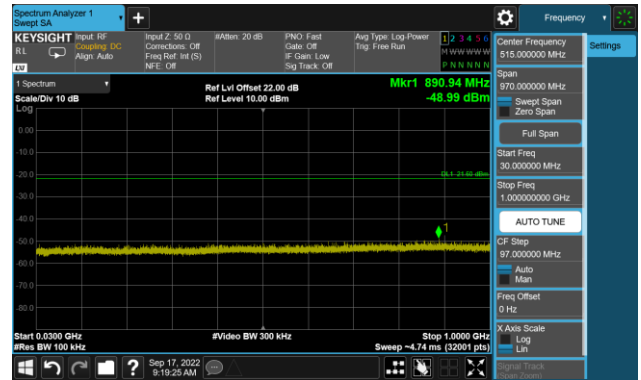 Spectrum Analyzer 1
Swept SA
Frequency
KEYSIGHT
RL
LXI
Input: RF
Coupling: DC
Align: Auto
Input Z: 50 Ω
Corrections: Off
Freq Ref: Int (S)
NFE: Off
#Atten: 20 dB
PNO: Fast
Gate: Off
IF Gain: Low
Sig Track: Off
Avg Type: Log-Power
Trig: Free Run
1 2 3 4 5 6
M W W W W W
P N N N N N
Center Frequency
515.000000 MHz
Settings
1 Spectrum
Scale/Div 10 dB
Log
Ref Lvl Offset 22.00 dB
Ref Level 10.00 dBm
Mkr1 890.94 MHz
-48.99 dBm
Span
970.000000 MHz
Swept Span
Zero Span
Full Span
Start Freq
30.000000 MHz
Stop Freq
1.000000000 GHz
AUTO TUNE
CF Step
97.000000 MHz
Auto
Man
Freq Offset
0 Hz
X Axis Scale
Log
Lin
Signal Track
(Span Zoom)
0.00
-10.0
-20.0
DL1 -21.60 dBm
-30.0
-40.0
1
-50.0
-60.0
-70.0
-80.0
Start 0.0300 GHz
#Res BW 100 kHz
#Video BW 300 kHz
Stop 1.0000 GHz
Sweep ~4.74 ms (32001 pts)
?
Sep 17, 2022
9:19:25 AM